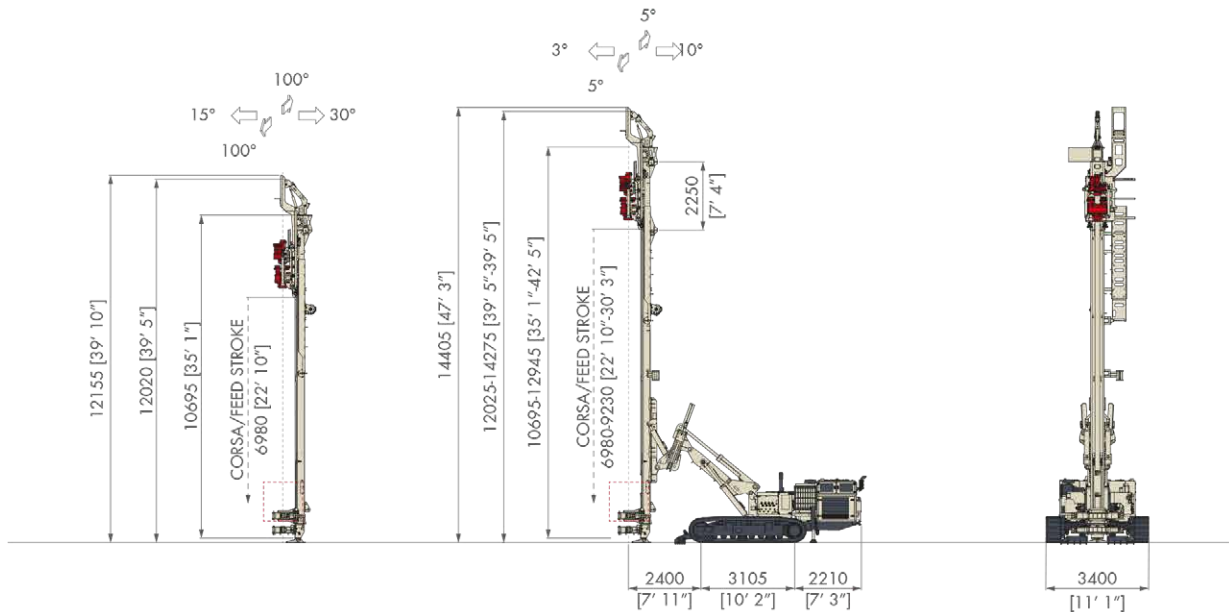 100°
15°
30°
100°
12155 [39' 10"]
12020 [39' 5"]
10695 [35' 1"]
CORSA/FEED STROKE
6980 [22' 10"]
5°
3°
10°
5°
14405 [47' 3"]
12025-14275 [39' 5"-39' 5"]
10695-12945 [35' 1"-42' 5"]
CORSA/FEED STROKE
6980-9230 [22' 10"-30' 3"]
2250
[7' 4"]
2400
[7' 11"]
3105
[10' 2"]
2210
[7' 3"]
3400
[11' 1"]